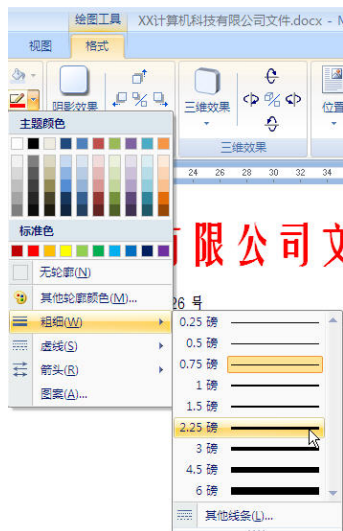 绘图工具 XX计算机科技有限公司文件.docx - M
视图 格式
阴影效果 三维效果 位置
三维效果
主题颜色
24 26 28 30 32 34
标准色
有限公司文
无轮廓(N)
其他轮廓颜色(M)...
26 号
粗细(W)
虚线(S)
箭头(R)
图案(A)...
0.25 磅
0.5 磅
0.75 磅
1 磅
1.5 磅
2.25 磅
3 磅
4.5 磅
6 磅
其他线条(L)...